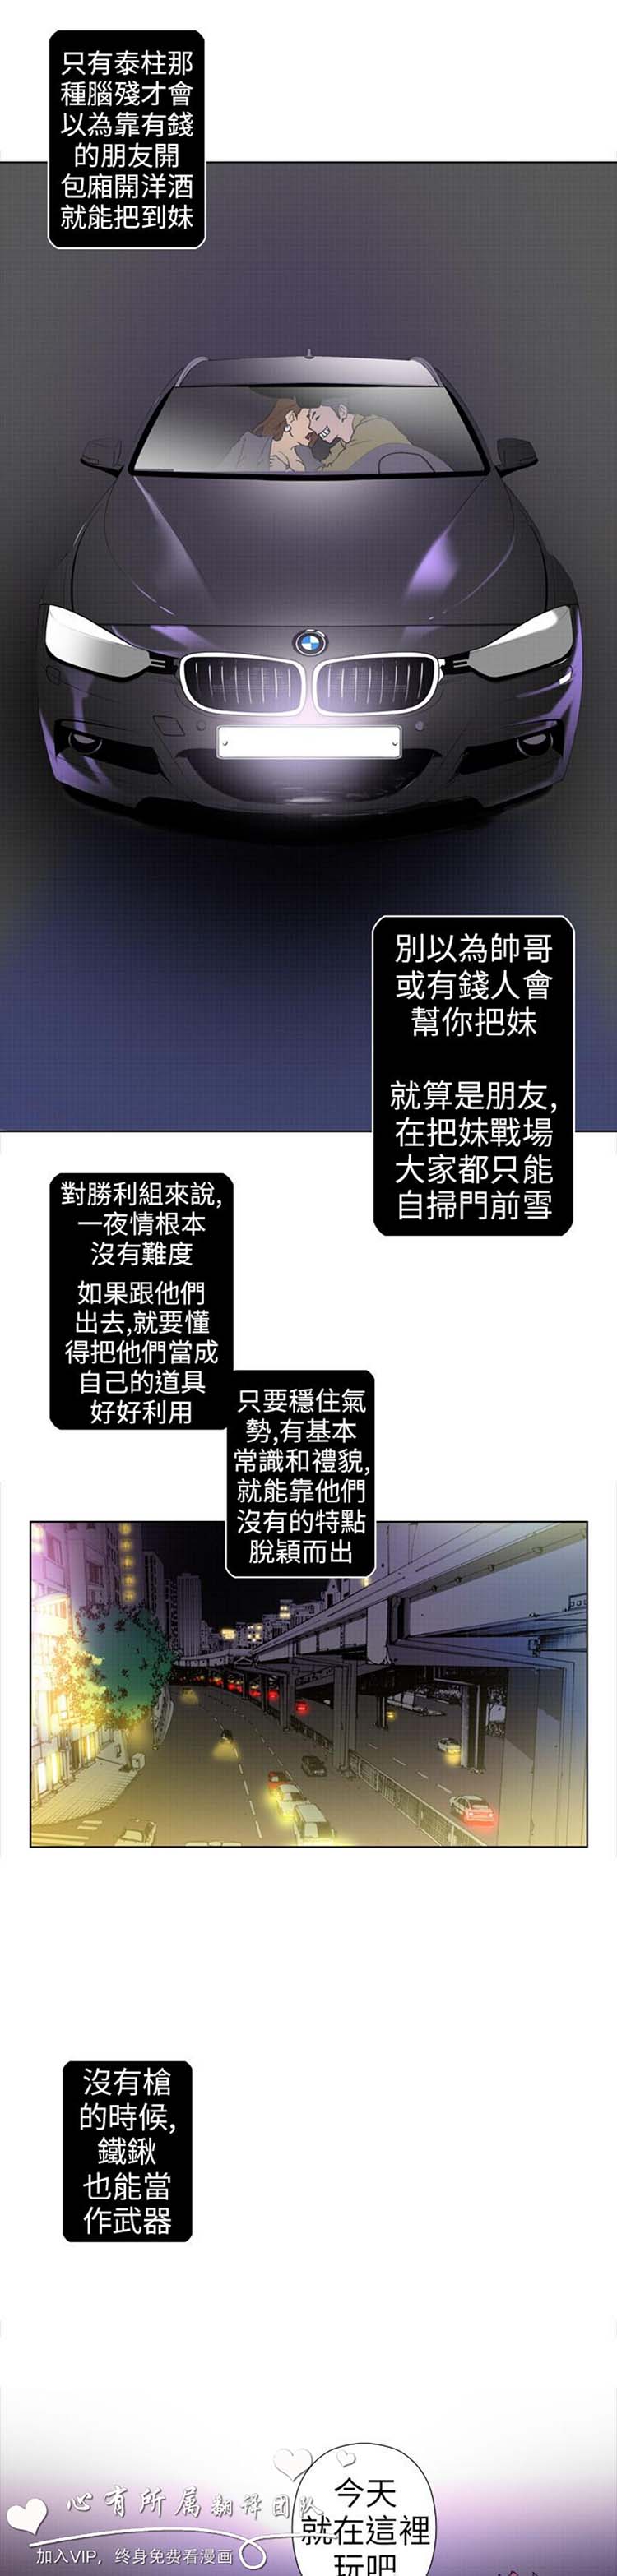 只有泰柱那
種腦殘才會
以為靠有錢
的朋友開
包廂開洋酒
就能把到妹
別以為帥哥
或有錢人會
幫你把妹
就算是朋友,
在把妹戰場
大家都只能
自掃門前雪
對勝利組來說,
一夜情根本
沒有難度
如果跟他們
出去,就要懂
得把他們當成
自己的道具
好好利用
只要穩住氣
勢,有基本
常識和禮貌,
就能靠他們
沒有的特點
脫穎而出
沒有槍
的時候,
鐵鍬
也能當
作武器
今天
就在這裡
玩吧
心有所属翻译团队
加入VIP，终身免费看漫画